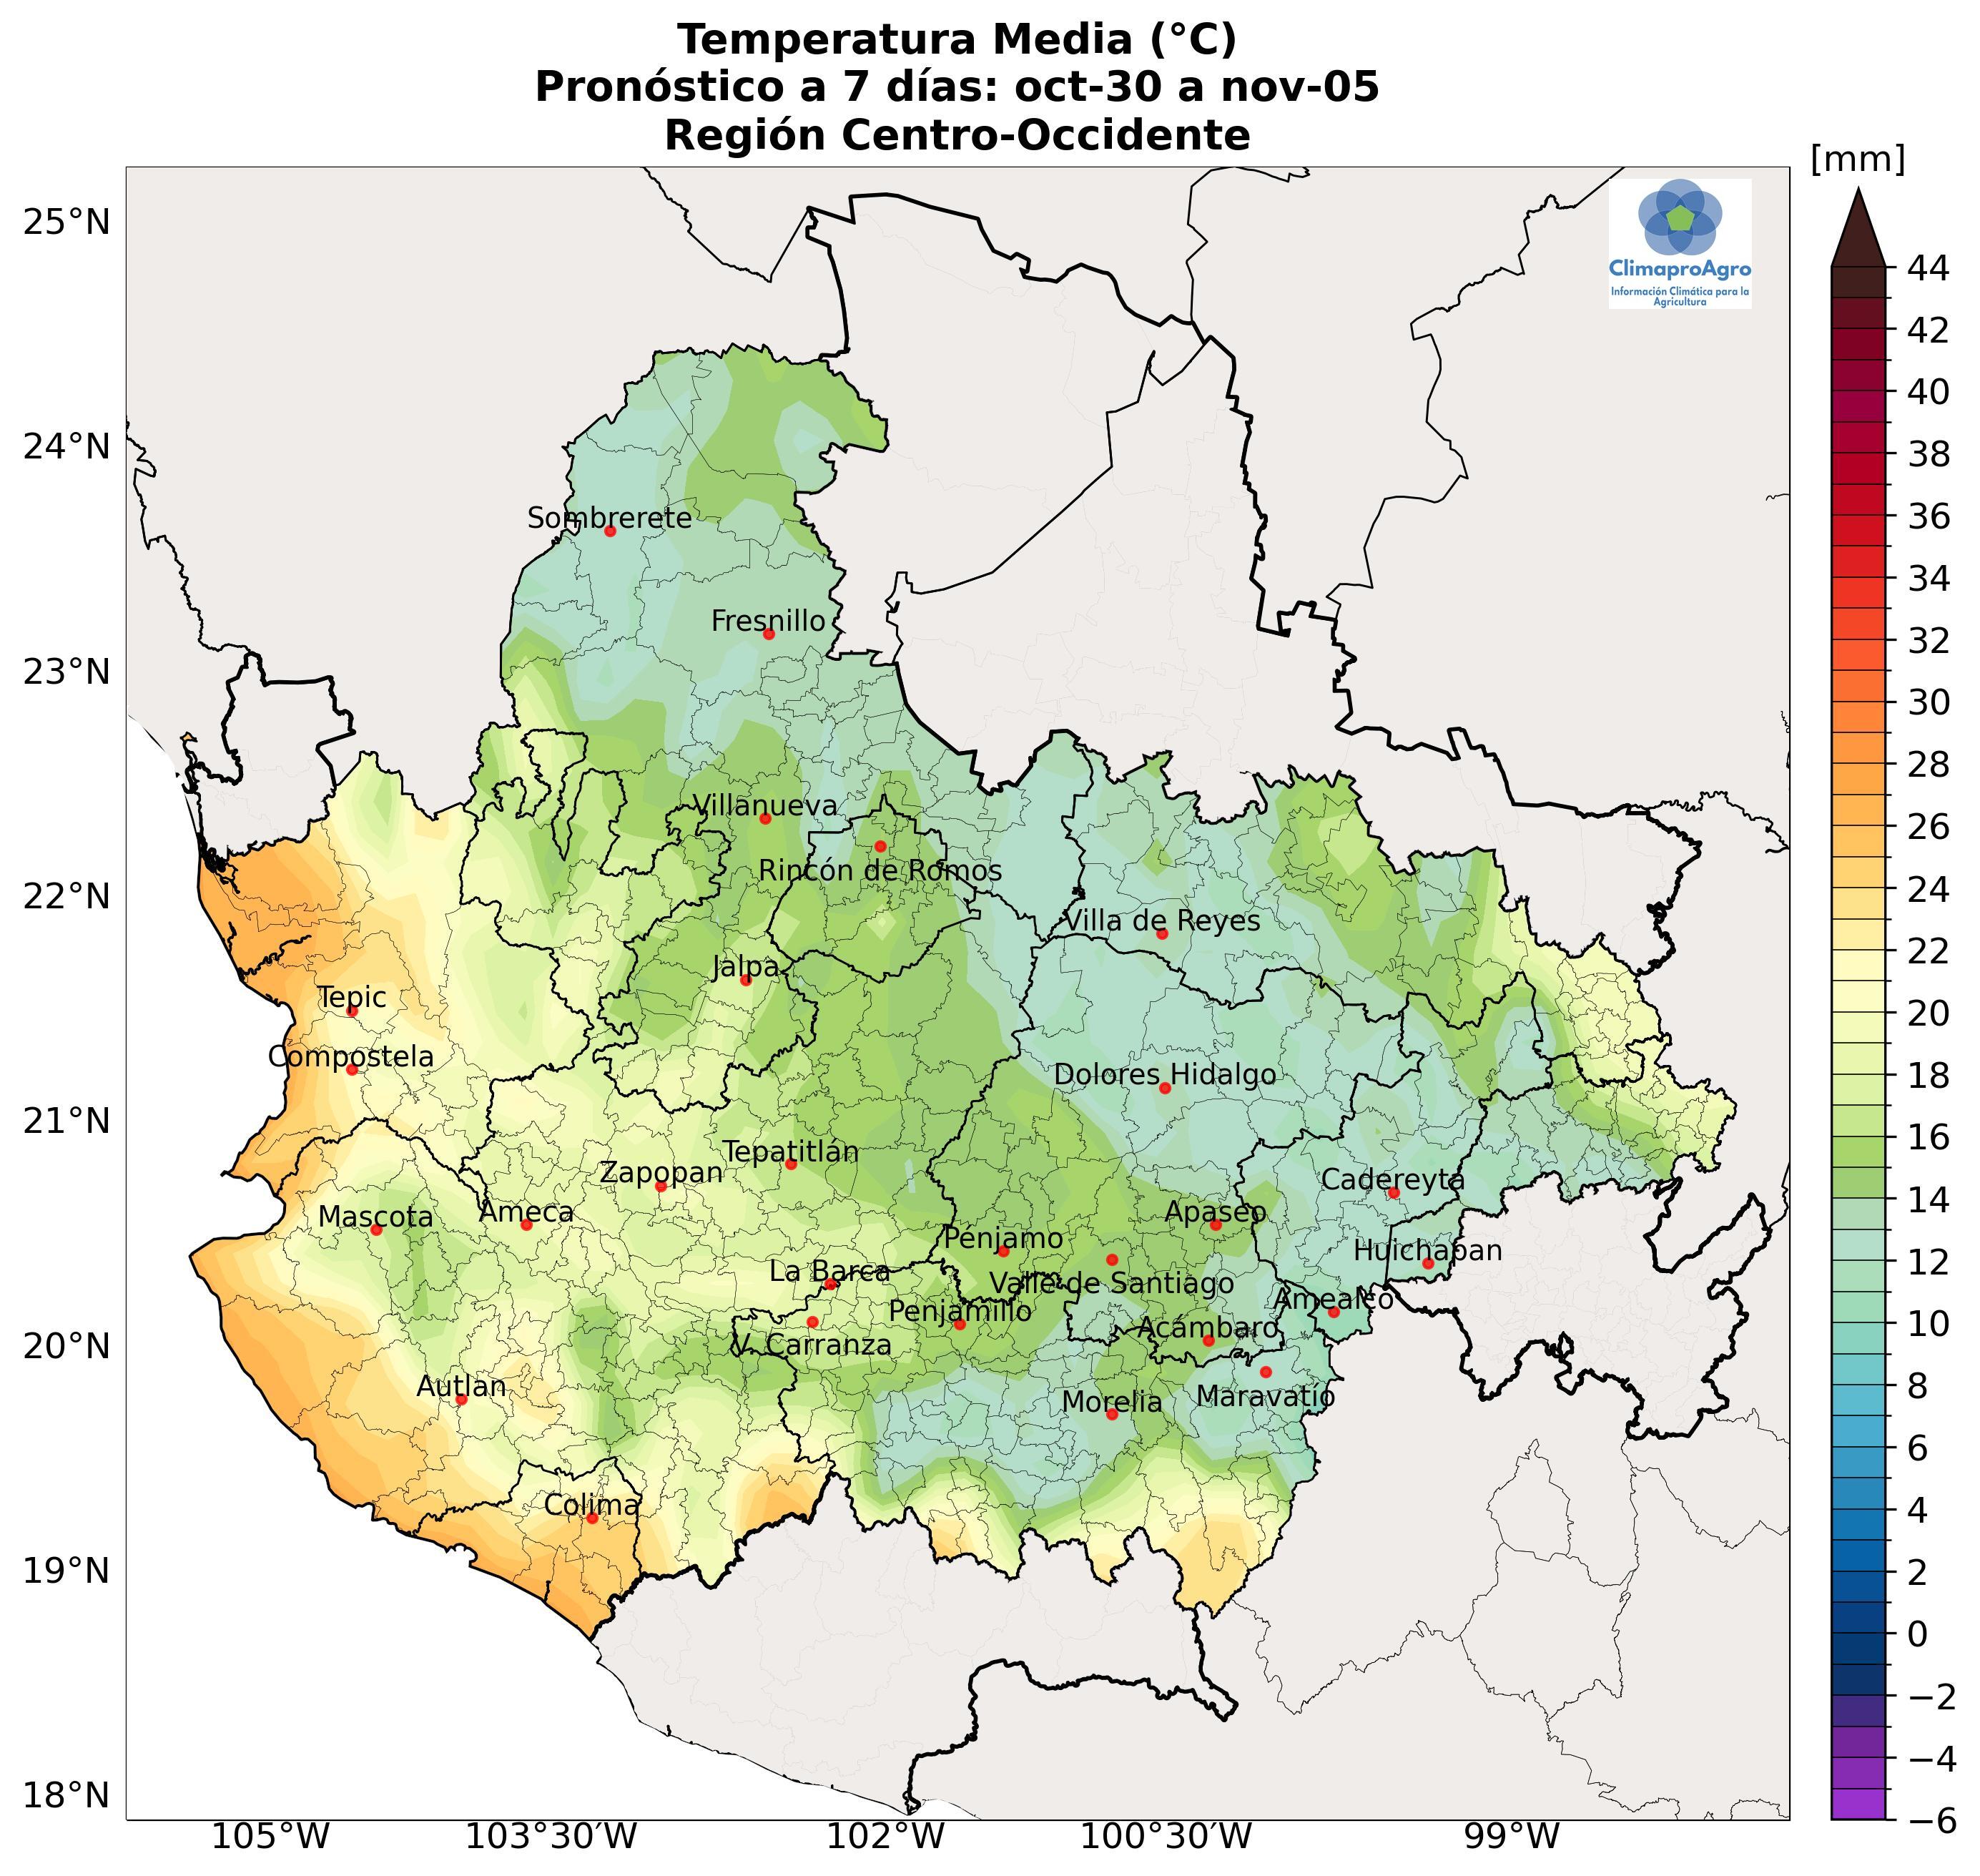 Temperatura Media (°C)
Pronóstico a 7 días: oct-30 a nov-05
Región Centro-Occidente
[mm]
25°N
24°N
23°N
22°N
21°N
20°N
19°N
18°N
ClimaproAgro
Información Climática para la
Agricultura
Sombrerete
Fresnillo
Villanueva
Rincón de Romos
Villa de Reyes
Jalpa
Tepic
Compostela
Dolores Hidalgo
Tepatitlán
Zapopan
Cadereyta
Mascota
Ameca
Apaseo
Pénjamo
Huichapan
La Barca
Valle de Santiago
Amealco
Penjamillo
Acámbaro
V. Carranza
Autlan
Morelia
Maravatío
Colima
44
42
40
38
36
34
32
30
28
26
24
22
20
18
16
14
12
10
8
6
4
2
0
−2
−4
−6
105°W
103°30′W
102°W
100°30′W
99°W